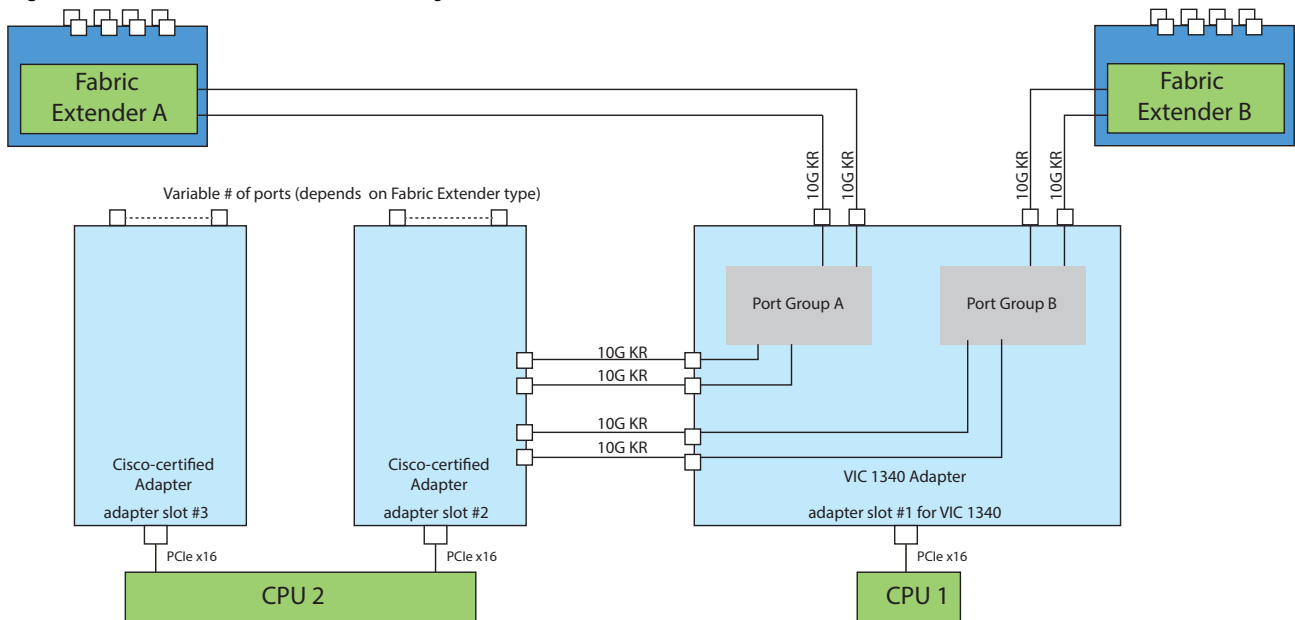 Fabric
Extender A
Fabric
Extender B
10G KR
10G KR
10G KR
10G KR
Variable # of ports (depends on Fabric Extender type)
Port Group A
Port Group B
10G KR
10G KR
10G KR
10G KR
Cisco-certified
Adapter
adapter slot #3
Cisco-certified
Adapter
adapter slot #2
VIC 1340 Adapter
adapter slot #1 for VIC 1340
PCIe x16
PCIe x16
PCIe x16
CPU 2
CPU 1